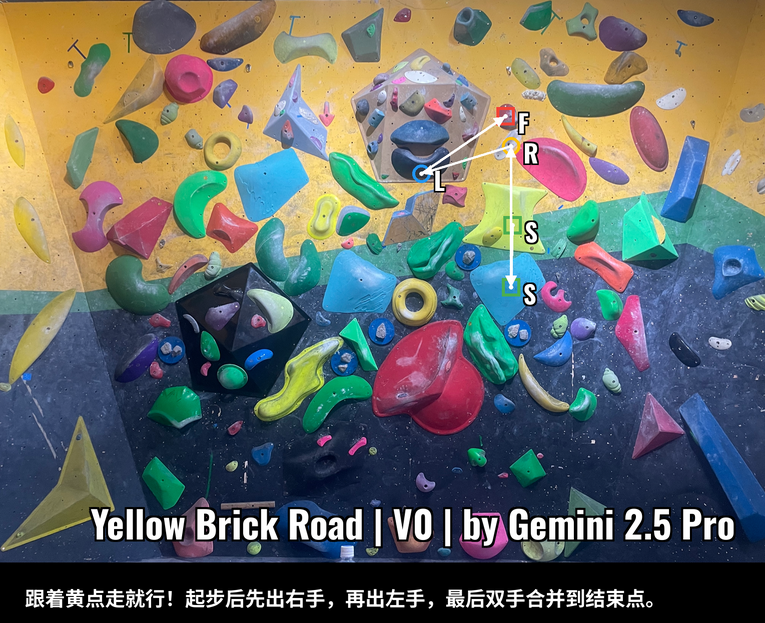 F
R
L
S
S
Yellow Brick Road | V0 | by Gemini 2.5 Pro
跟着黄点走就行！起步后先出右手，再出左手，最后双手合并到结束点。